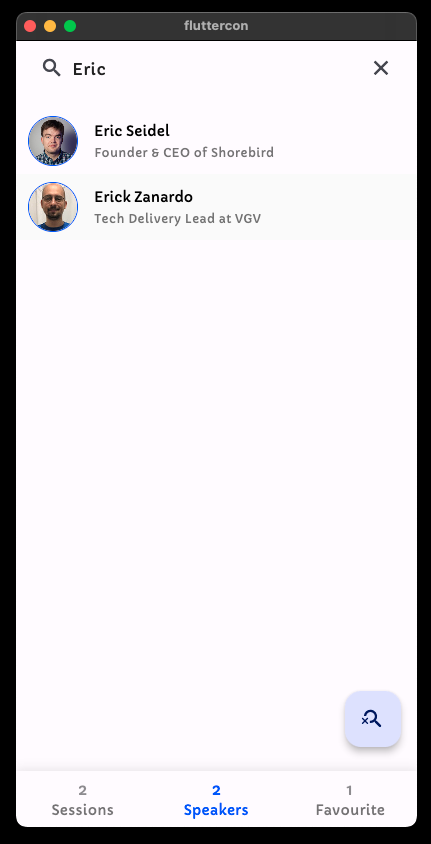 fluttercon
Eric
Eric Seidel
Founder & CEO of Shorebird
Erick Zanardo
Tech Delivery Lead at VGV
2 2 1
Sessions Speakers Favourite